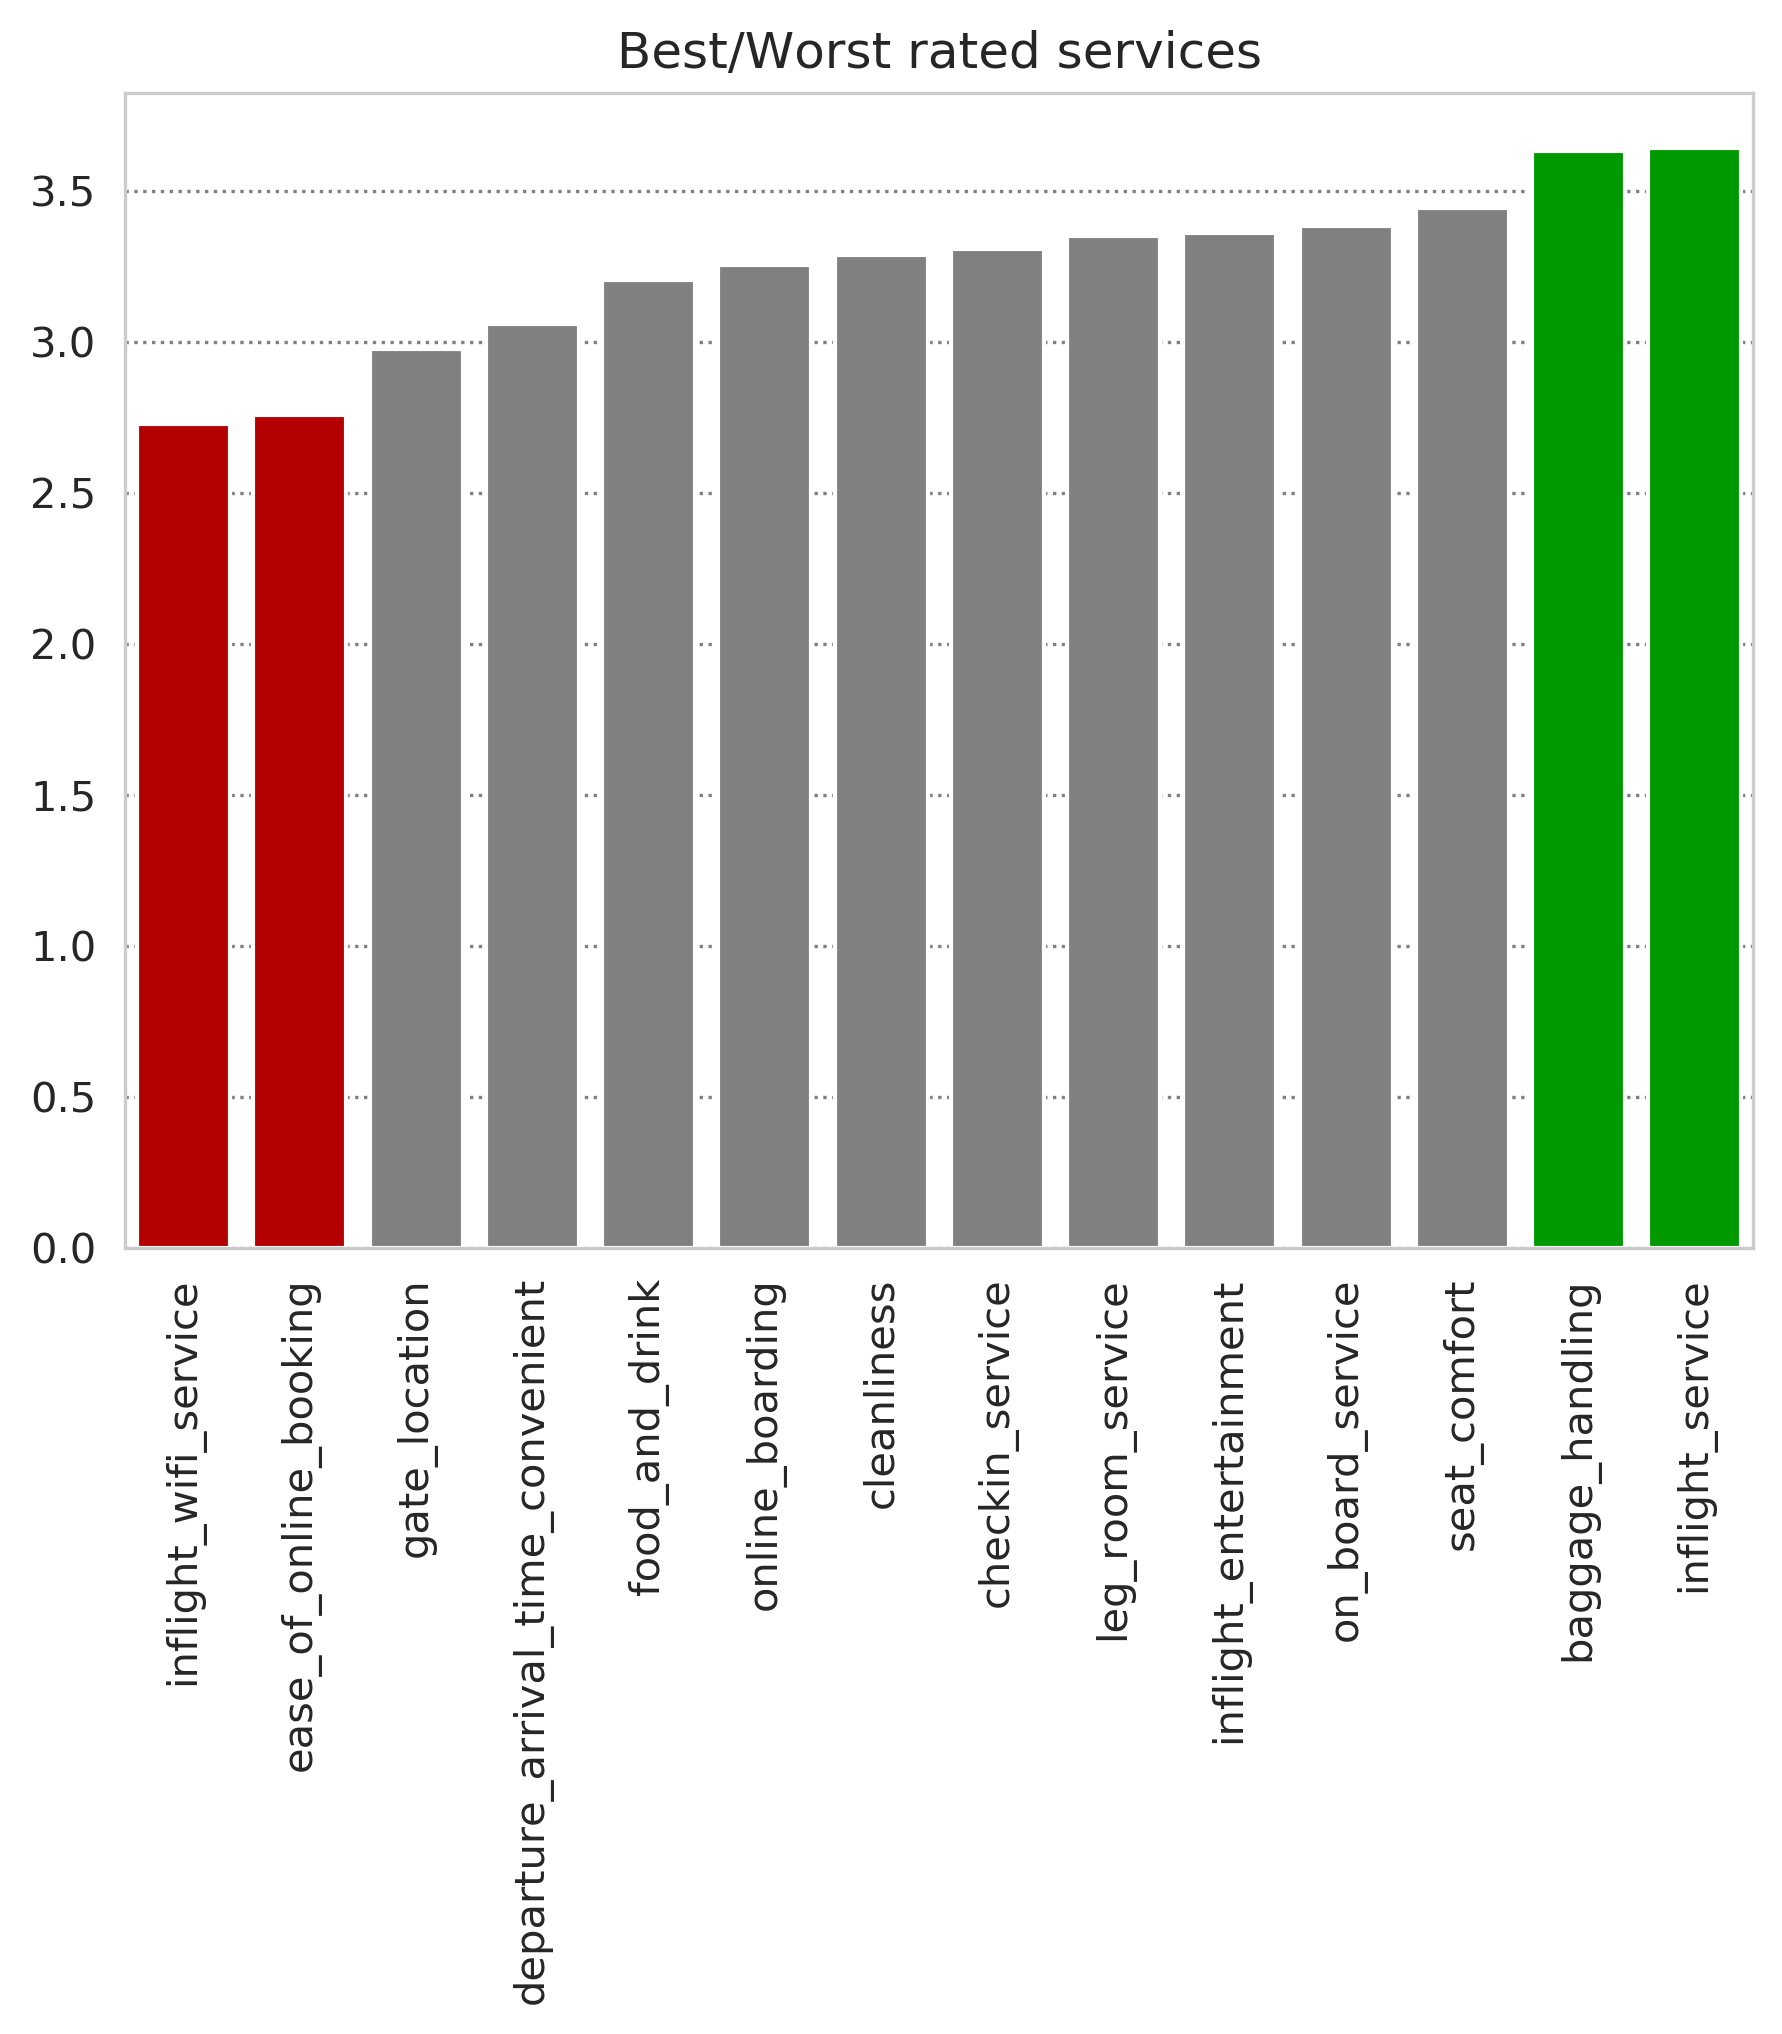 Best/Worst rated services
3.5
3.0
2.5
2.0
1.5
1.0
0.5
0.0
inflight_wifi_service
ease_of_online_booking
gate_location
departure_arrival_time_convenient
food_and_drink
online_boarding
cleanliness
checkin_service
leg_room_service
inflight_entertainment
on_board_service
seat_comfort
baggage_handling
inflight_service